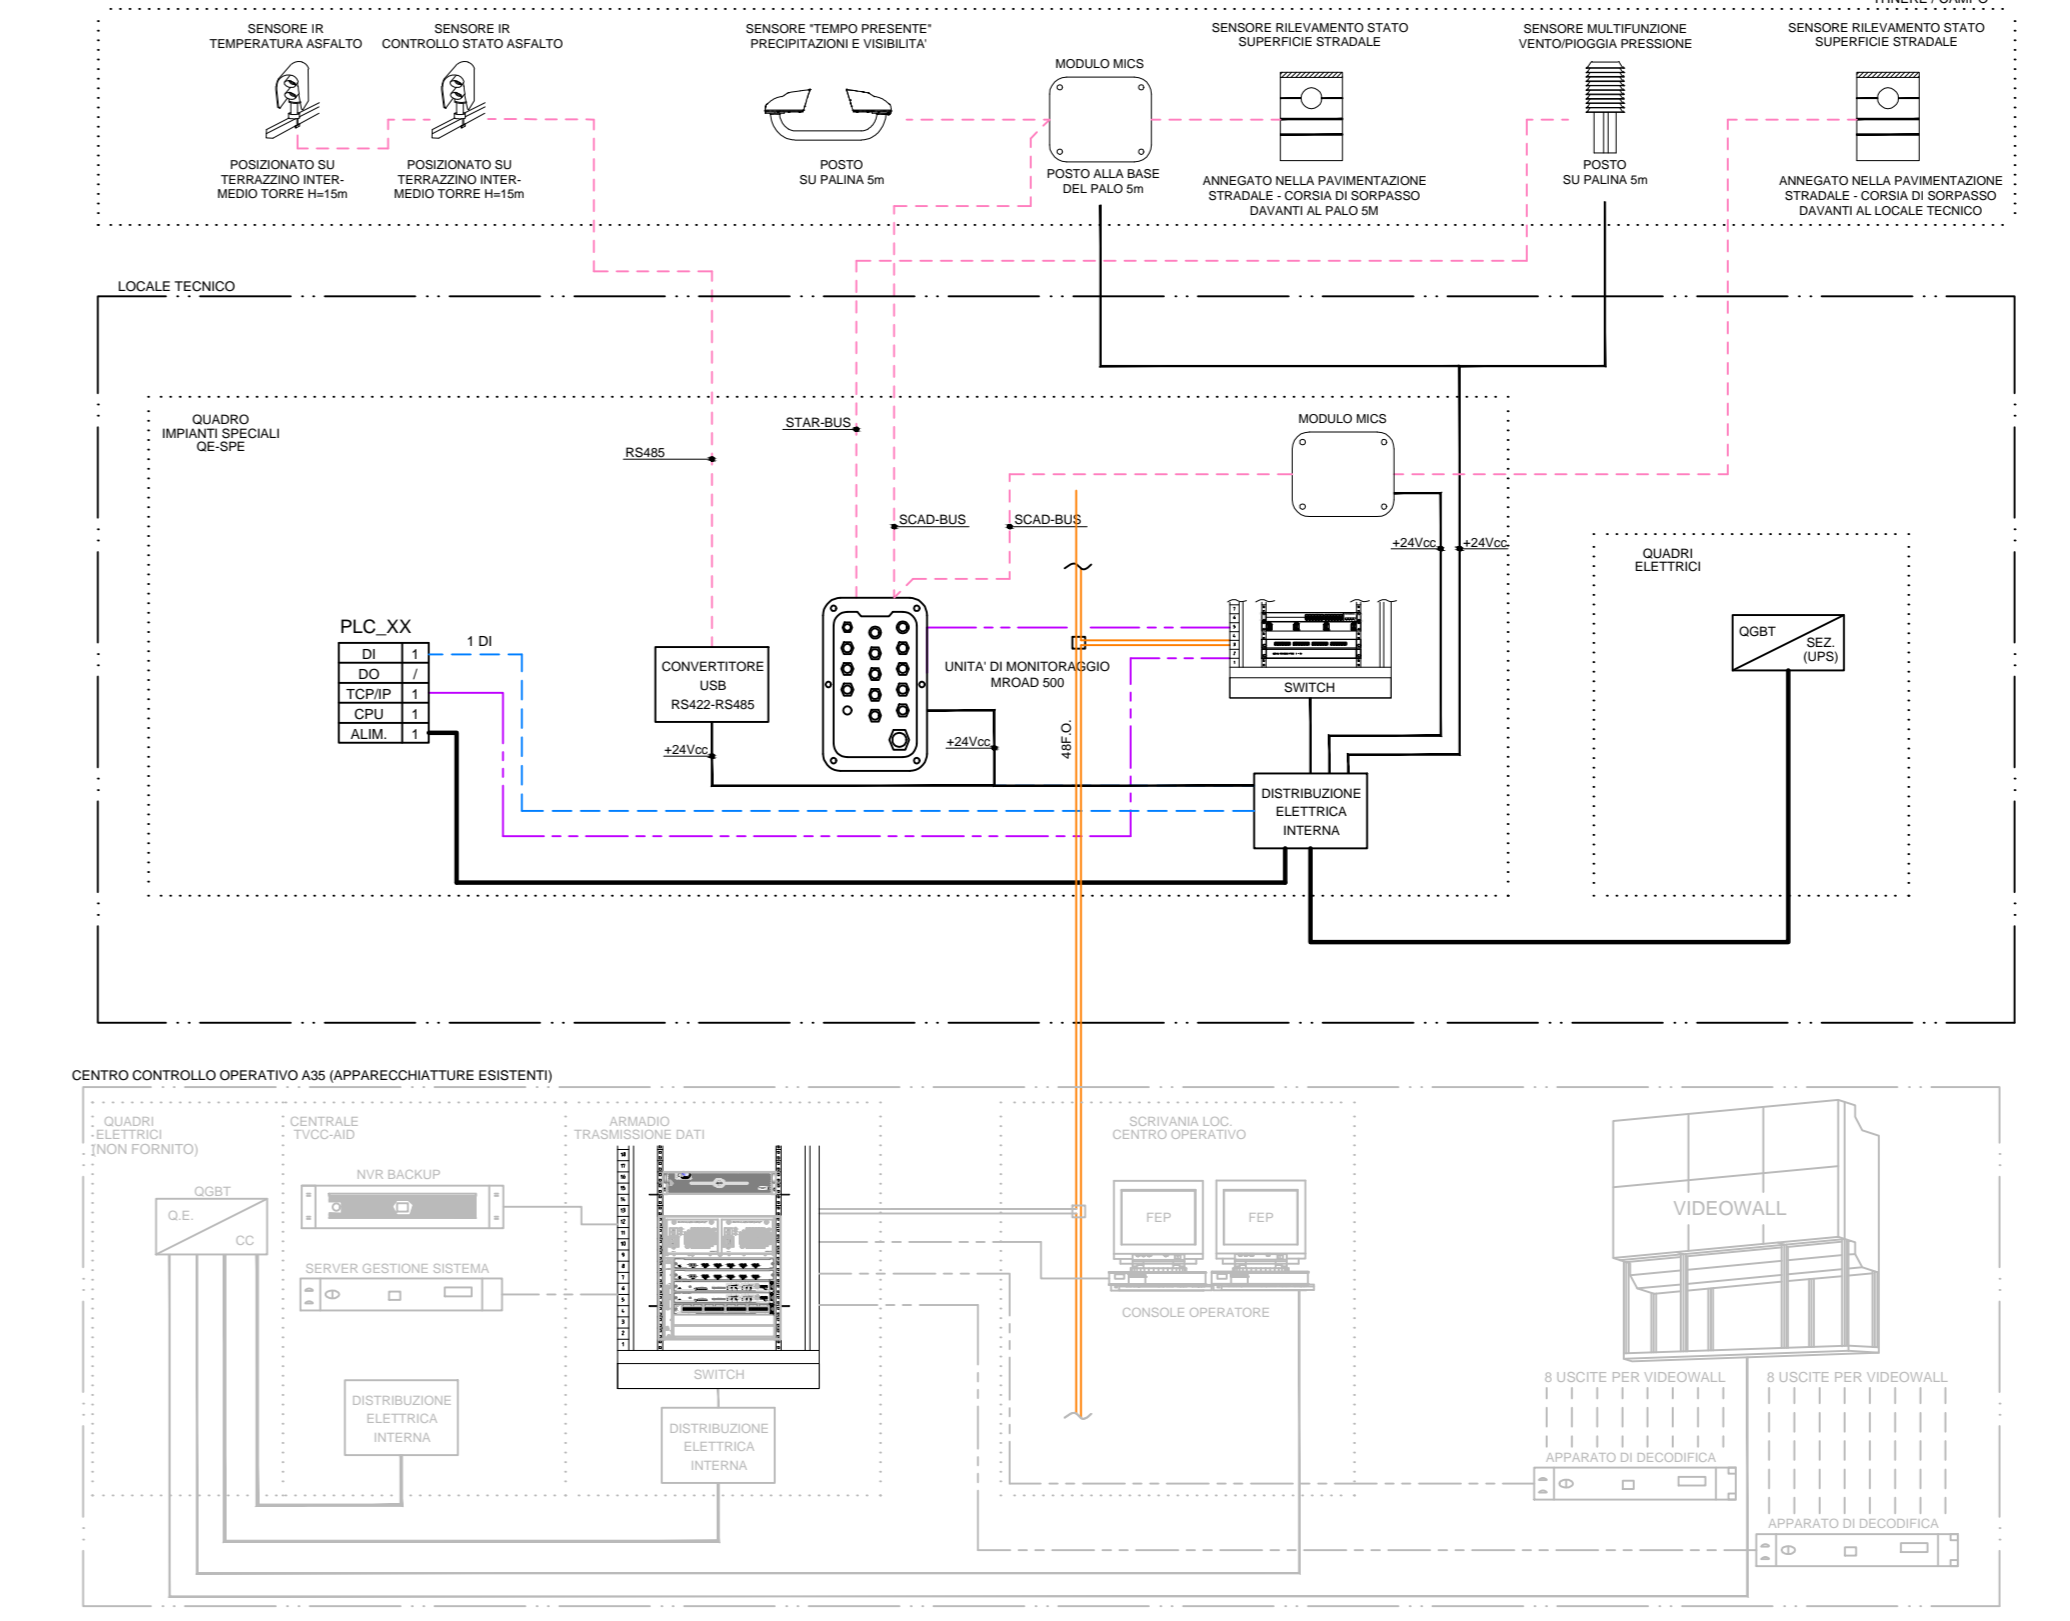 SENSORE IR
TEMPERATURA ASFALTO
SENSORE IR
CONTROLLO STATO ASFALTO
SENSORE "TEMPO PRESENTE"
PRECIPITAZIONI E VISIBILITA'
MODULO MICS
SENSORE RILEVAMENTO STATO
SUPERFICIE STRADALE
SENSORE MULTIFUNZIONE
VENTO/PIOGGIA PRESSIONE
SENSORE RILEVAMENTO STATO
SUPERFICIE STRADALE
POSIZIONATO SU
TERRAZZINO INTER-
MEDIO TORRE H=15m
POSIZIONATO SU
TERRAZZINO INTER-
MEDIO TORRE H=15m
POSTO
SU PALINA 5m
POSTO ALLA BASE
DEL PALO 5m
ANNEGATO NELLA PAVIMENTAZIONE
STRADALE - CORSIA DI SORPASSO
DAVANTI AL PALO 5M
POSTO
SU PALINA 5m
ANNEGATO NELLA PAVIMENTAZIONE
STRADALE - CORSIA DI SORPASSO
DAVANTI AL LOCALE TECNICO
LOCALE TECNICO
QUADRO
IMPIANTI SPECIALI
QE-SPE
STAR-BUS
RS485
MODULO MICS
SCAD-BUS
SCAD-BUS
+24Vcc
+24Vcc
QUADRI
ELETTRICI
QGBT
SEZ.
(UPS)
PLC_XX
DI 1
DO /
TCP/IP 1
CPU 1
ALIM. 1
1 DI
CONVERTITORE
USB
RS422-RS485
+24Vcc
UNITA' DI MONITORAGGIO
MROAD 500
+24Vcc
48F.O.
SWITCH
DISTRIBUZIONE
ELETTRICA
INTERNA
CENTRO CONTROLLO OPERATIVO A35 (APPARECCHIATURE ESISTENTI)
QUADRI
ELETTRICI
(NON FORNITO)
CENTRALE
TVCC-AID
ARMADIO
TRASMISSIONE DATI
SCRIVANIA LOC.
CENTRO OPERATIVO
QGBT
Q.E.
CC
NVR BACKUP
SERVER GESTIONE SISTEMA
DISTRIBUZIONE
ELETTRICA
INTERNA
SWITCH
DISTRIBUZIONE
ELETTRICA
INTERNA
FEP
FEP
CONSOLE OPERATORE
VIDEOWALL
8 USCITE PER VIDEOWALL
8 USCITE PER VIDEOWALL
APPARATO DI DECODIFICA
APPARATO DI DECODIFICA